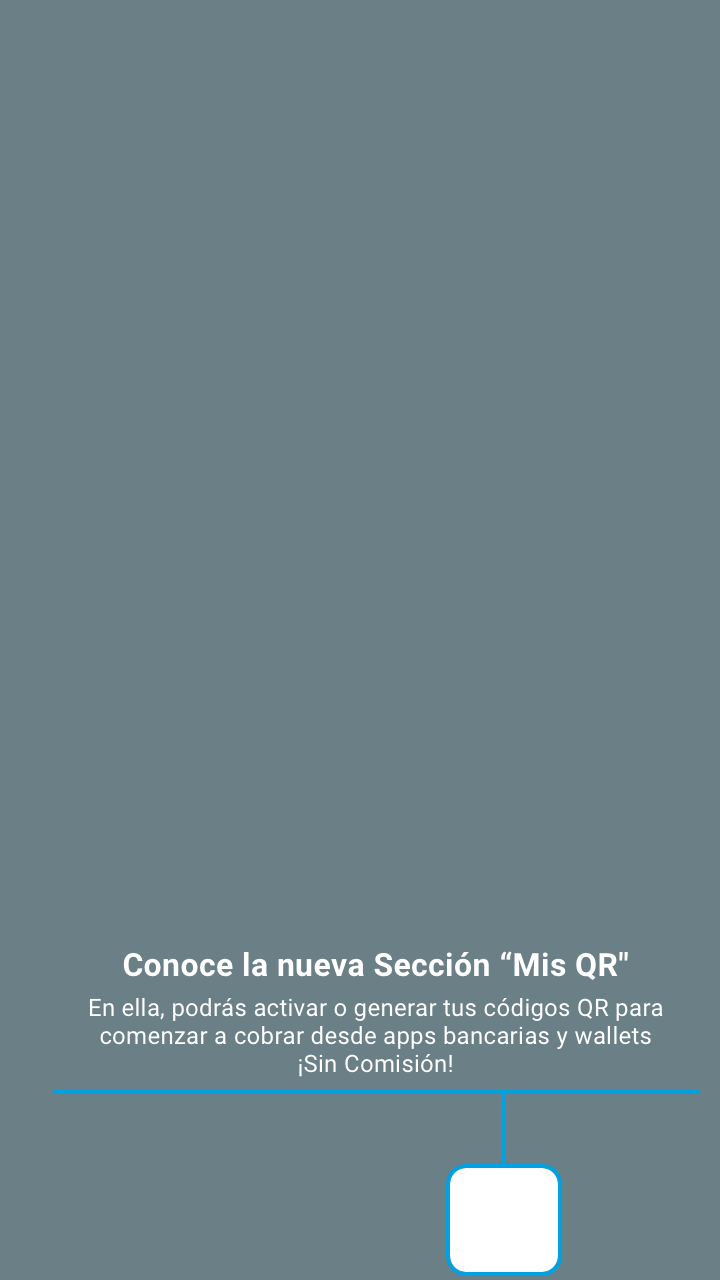 Conoce la nueva Sección “Mis QR"
En ella, podrás activar o generar tus códigos QR para
comenzar a cobrar desde apps bancarias y wallets
¡Sin Comisión!